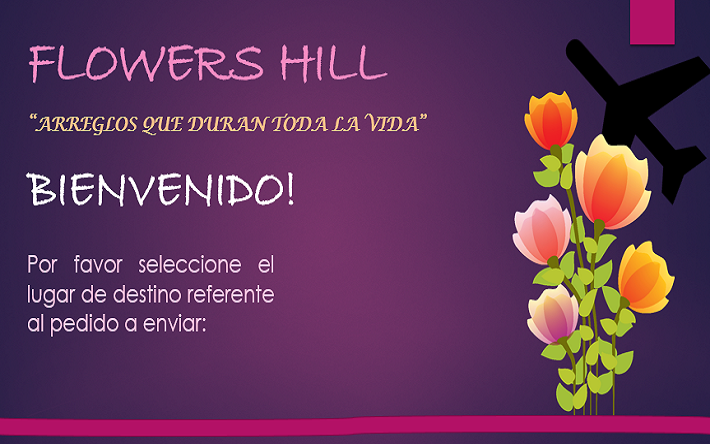 FLOWERS HILL
“ARREGLOS QUE DURAN TODA LA VIDA”
BIENVENIDO!
Por favor seleccione el
lugar de destino referente
al pedido a enviar: